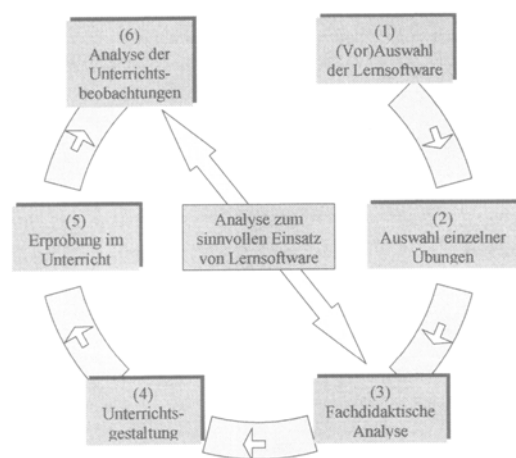 (1)
(Vor)Auswahl
der Lernsoftware
(2)
Auswahl einzelner
Übungen
(3)
Fachdidaktische
Analyse
(4)
Unterrichts-
gestaltung
(5)
Erprobung im
Unterricht
(6)
Analyse der
Unterrichts-
beobachtungen
Analyse zum
sinnvollen Einsatz
von Lernsoftware